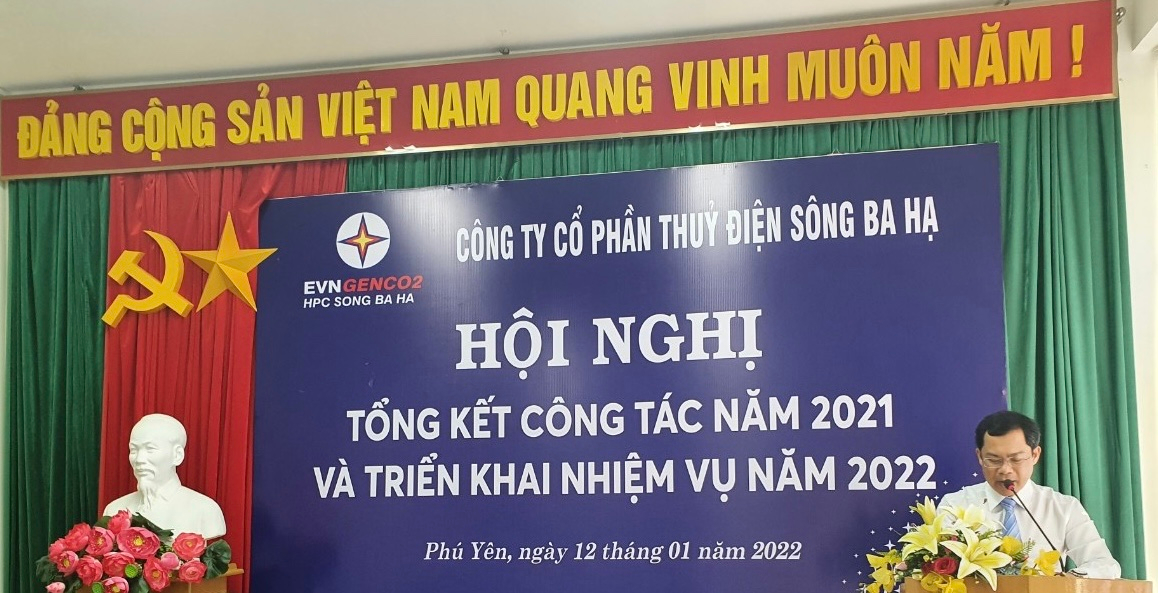 ĐẢNG CỘNG SẢN VIỆT NAM QUANG VINH MUÔN NĂM !
CÔNG TY CỔ PHẦN THUỶ ĐIỆN SÔNG BA HẠ
EVNGENCO2
HPC SONG BA HA
HỘI NGHỊ
TỔNG KẾT CÔNG TÁC NĂM 2021
VÀ TRIỂN KHAI NHIỆM VỤ NĂM 2022
Phú Yên, ngày 12 tháng 01 năm 2022